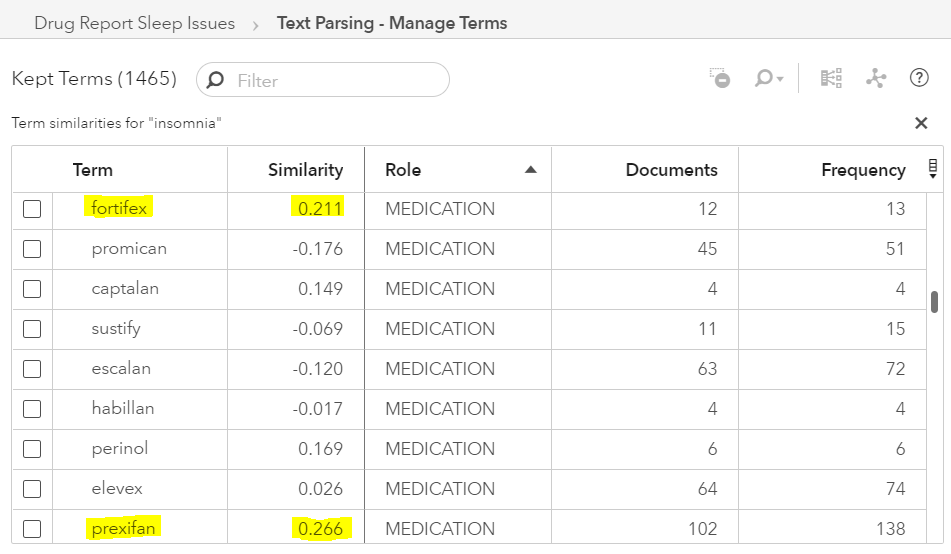 Drug Report Sleep Issues > Text Parsing - Manage Terms
Kept Terms (1465) Filter
Term similarities for "insomnia"
Term Similarity Role Documents Frequency
fortifex 0.211 MEDICATION 12 13
promican -0.176 MEDICATION 45 51
captalan 0.149 MEDICATION 4 4
sustify -0.069 MEDICATION 11 15
escalan -0.120 MEDICATION 63 72
habillan -0.017 MEDICATION 4 4
perinol 0.169 MEDICATION 6 6
elevex 0.026 MEDICATION 64 74
prexifan 0.266 MEDICATION 102 138